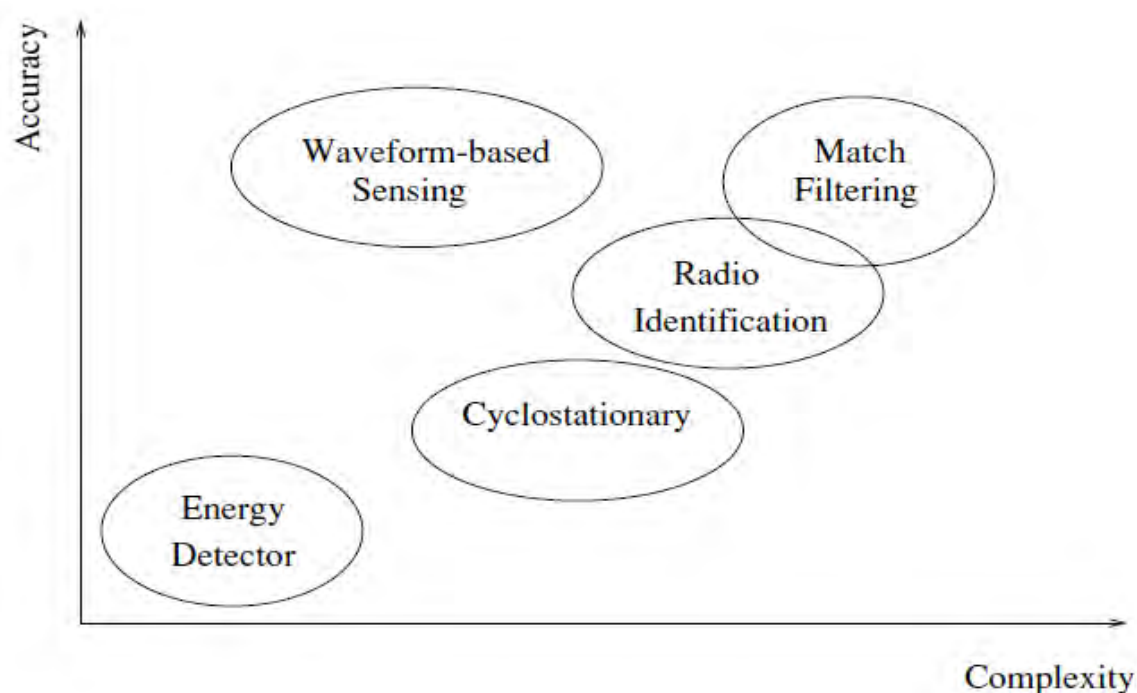 Accuracy
Waveform-based
Sensing
Match
Filtering
Radio
Identification
Cyclostationary
Energy
Detector
Complexity